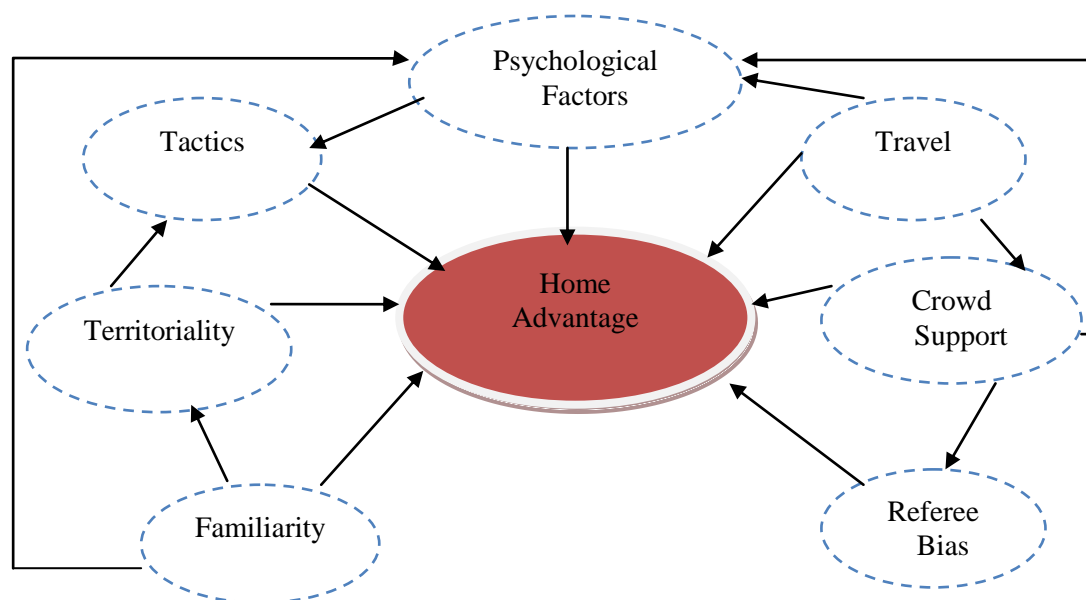 Psychological
Factors
Tactics
Travel
Home
Advantage
Territoriality
Crowd
Support
Familiarity
Referee
Bias